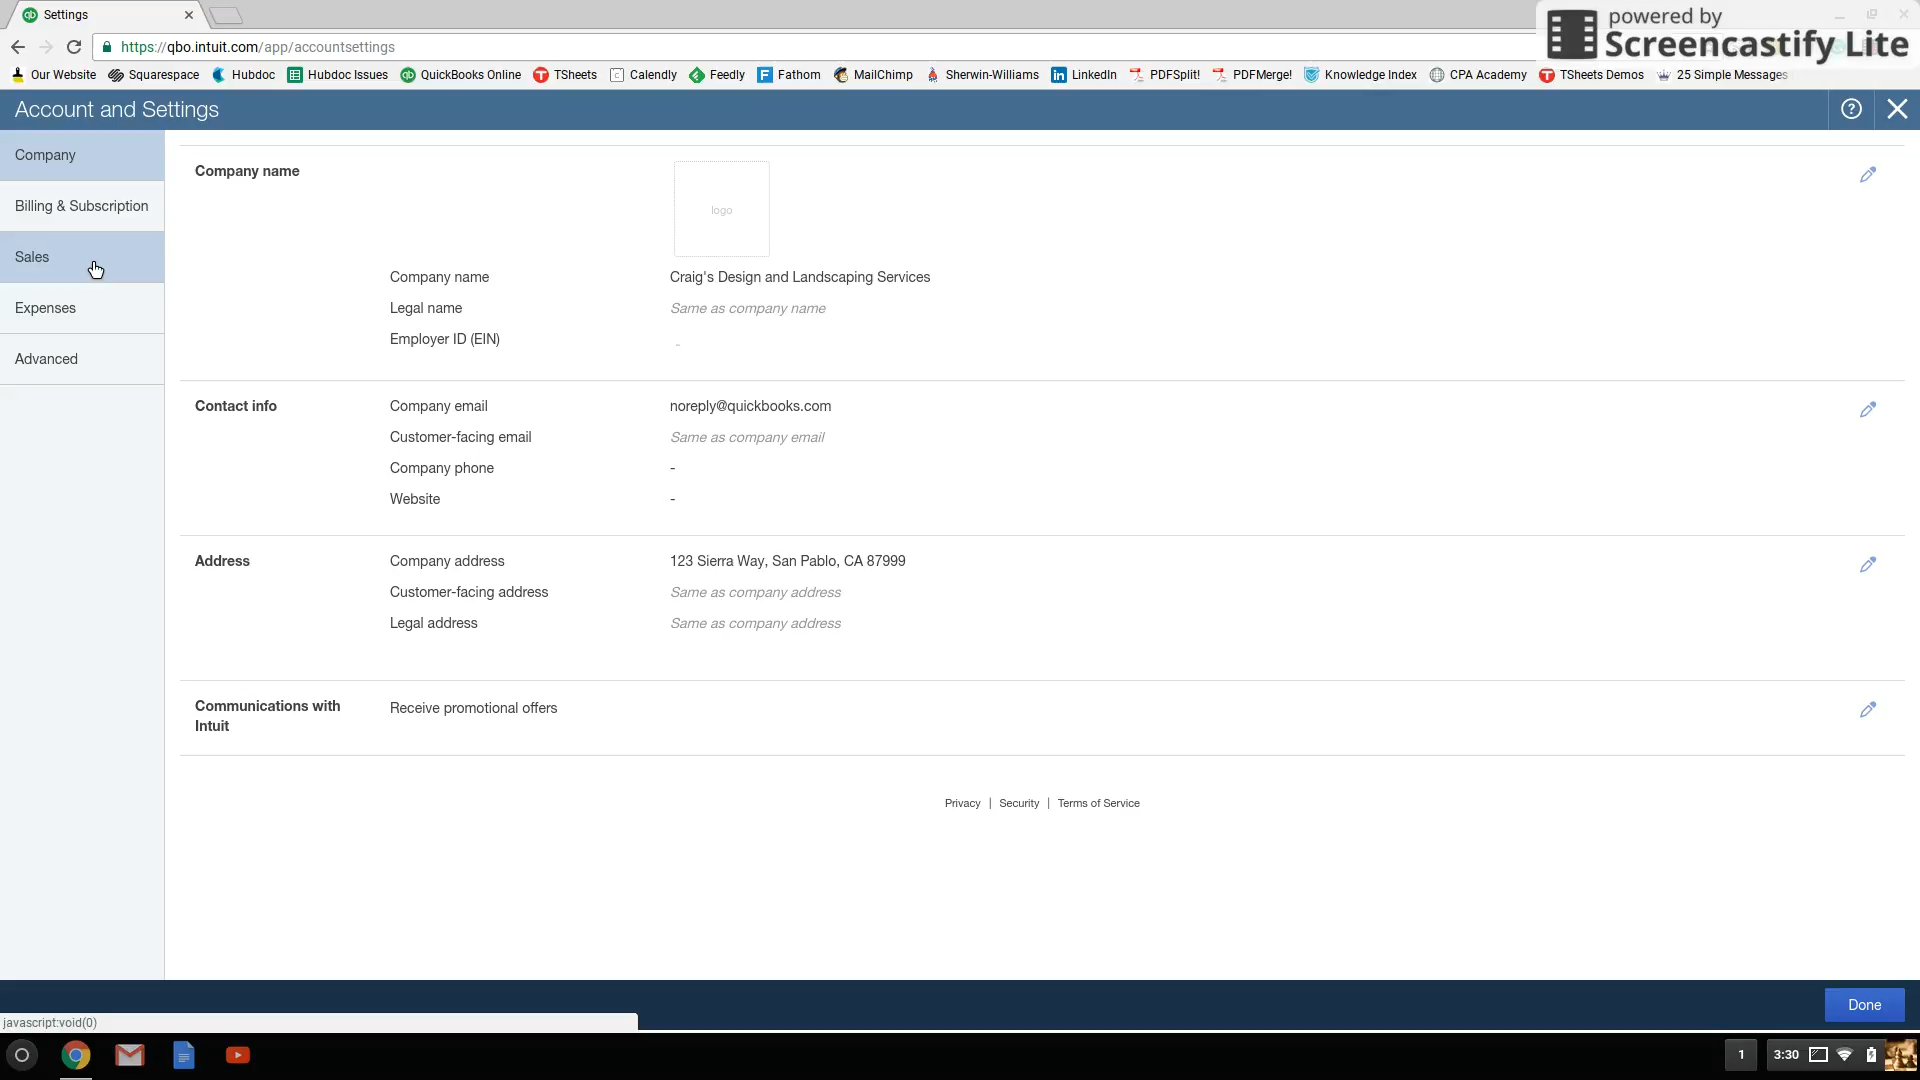 Settings
powered by
Screencastify Lite
https://qbo.intuit.com/app/accountsettings
Our Website Squarespace Hubdoc Hubdoc Issues QuickBooks Online TSheets Calendly Feedly Fathom MailChimp Sherwin-Williams LinkedIn PDFSplit! PDFMerge! Knowledge Index CPA Academy TSheets Demos 25 Simple Messages
Account and Settings
Company
Billing & Subscription
Sales
Expenses
Advanced
Company name
logo
Company name Craig's Design and Landscaping Services
Legal name Same as company name
Employer ID (EIN) -
Contact info Company email noreply@quickbooks.com
Customer-facing email Same as company email
Company phone -
Website -
Address Company address 123 Sierra Way, San Pablo, CA 87999
Customer-facing address Same as company address
Legal address Same as company address
Communications with Intuit Receive promotional offers
Privacy | Security | Terms of Service
Done
javascript:void(0)
1 3:30